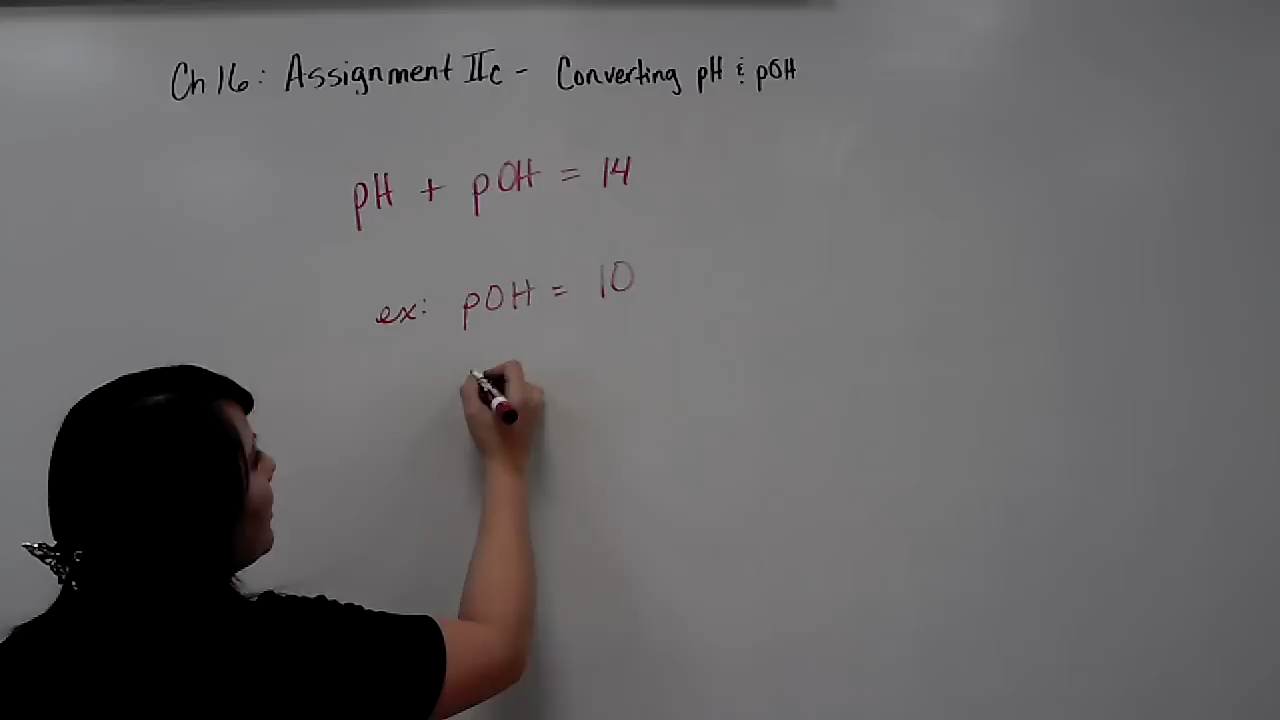 Ch 16: Assignment IIc - Converting pH & pOH
pH + pOH = 14
ex: pOH = 10